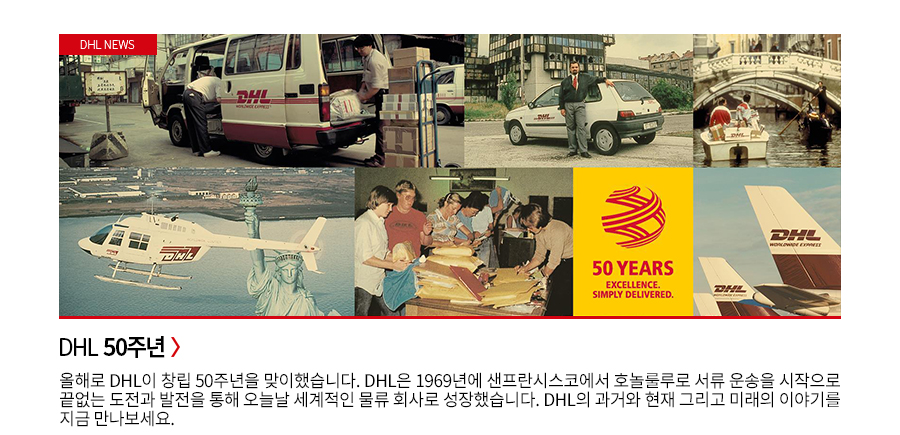 DHL NEWS
DHL
WORLDWIDE EXPRESS
DHL
DHL
DHL
DHL
WORLDWIDE EXPRESS
50 YEARS
EXCELLENCE.
SIMPLY DELIVERED.
DHL
DHL 50주년 >
올해로 DHL이 창립 50주년을 맞이했습니다. DHL은 1969년에 샌프란시스코에서 호놀룰루로 서류 운송을 시작으로
끝없는 도전과 발전을 통해 오늘날 세계적인 물류 회사로 성장했습니다. DHL의 과거와 현재 그리고 미래의 이야기를
지금 만나보세요.